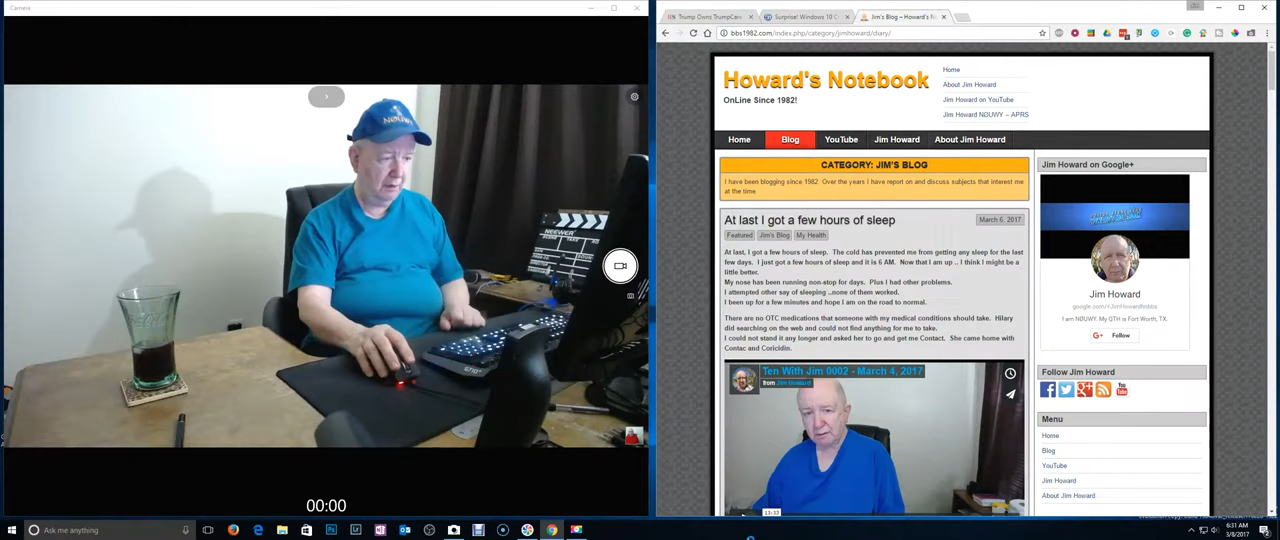 Camera
NØUWY
NEEWER
G710+
00:00
Trump Owns TrumpCare
Surprise! Windows 10 C
Jim's Blog – Howard's N
Jim
bbs1982.com/index.php/category/jimhoward/diary/
Howard's Notebook
OnLine Since 1982!
Home
About Jim Howard
Jim Howard on YouTube
Jim Howard NØUWY – APRS
Home
Blog
YouTube
Jim Howard
About Jim Howard
CATEGORY: JIM'S BLOG
I have been blogging since 1982. Over the years I have report on and discuss subjects that interest me
at the time.
At last I got a few hours of sleep
March 6, 2017
Featured
Jim's Blog
My Health
At last, I got a few hours of sleep. The cold has prevented me from getting any sleep for the last
few days. I just got a few hours of sleep and it is 6 AM. Now that I am up .. I think I might be a
little better.
My nose has been running non-stop for days. Plus I had other problems.
I attempted other say of sleeping ..none of them worked.
I been up for a few minutes and hope I am on the road to normal.
There are no OTC medications that someone with my medical conditions should take. Hilary
did searching on the web and could not find anything for me to take.
I could not stand it any longer and asked her to go and get me Contact. She came home with
Contac and Coricidin.
Ten With Jim 0002 - March 4, 2017
from Jim Howard
13:33
Jim Howard on Google+
Jim Howard
google.com/+JimHowardhnbbs
I am NØUWY. My QTH is Fort Worth, TX.
Follow
Follow Jim Howard
You
Tube
Menu
Home
Blog
YouTube
Jim Howard
About Jim Howard
Ask me anything
6:31 AM
3/8/2017